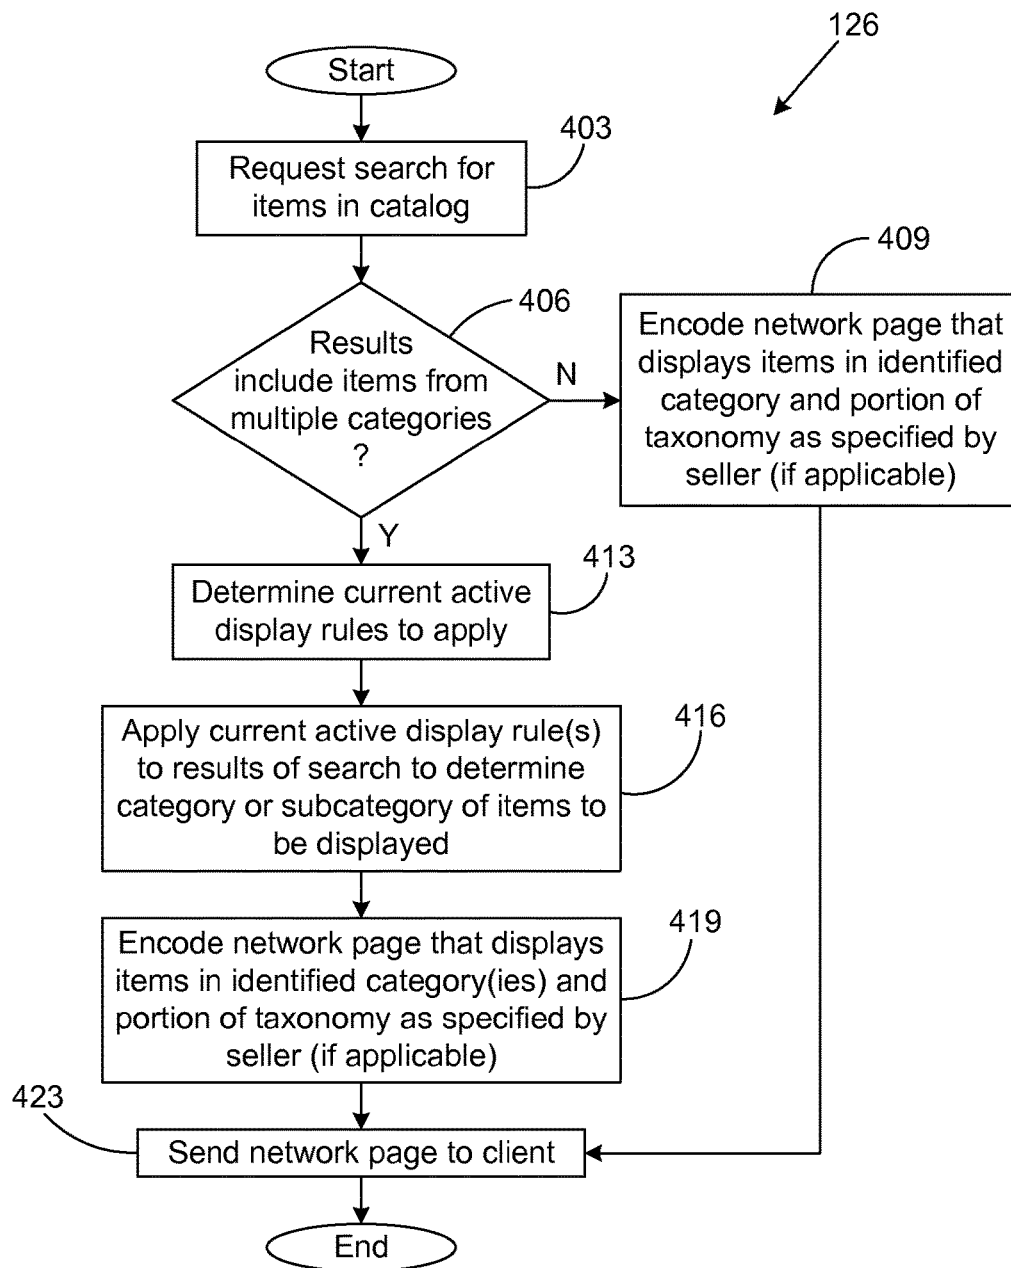 126
Start
403
Request search for
items in catalog
409
406
Results
include items from
multiple categories
?
N
Encode network page that
displays items in identified
category and portion of
taxonomy as specified by
seller (if applicable)
Y
413
Determine current active
display rules to apply
416
Apply current active display rule(s)
to results of search to determine
category or subcategory of items to
be displayed
419
Encode network page that displays
items in identified category(ies) and
portion of taxonomy as specified by
seller (if applicable)
423
Send network page to client
End